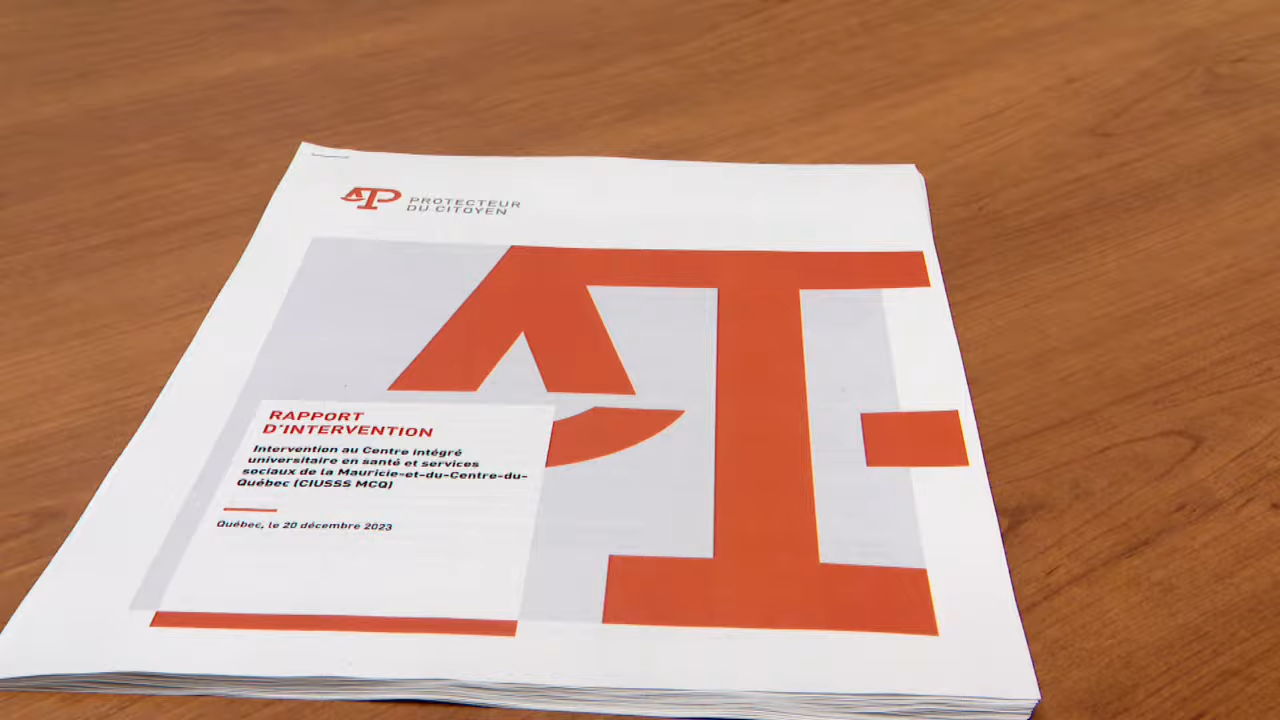 PROTECTEUR
DU CITOYEN
RAPPORT
D'INTERVENTION
Intervention au Centre intégré
universitaire en santé et services
sociaux de la Mauricie-et-du-Centre-du-
Québec (CIUSSS MCQ)
Québec, le 20 décembre 2023